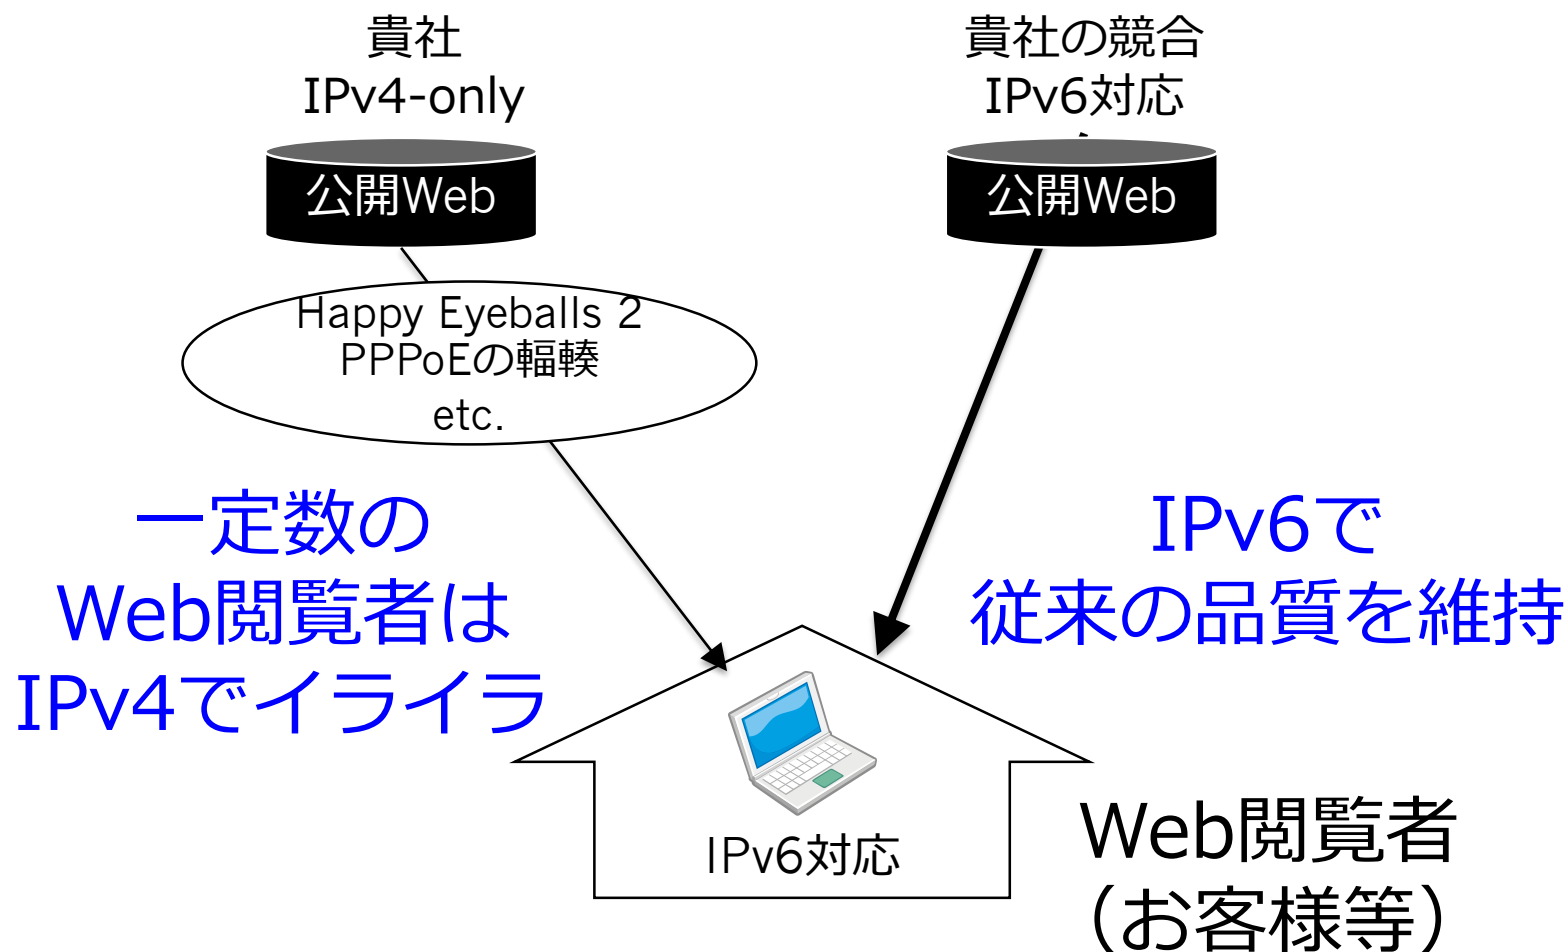 貴社
IPv4-only
公開Web
貴社の競合
IPv6対応
公開Web
Happy Eyeballs 2
PPPoEの輻輳
etc.
一定数の
Web閲覧者は
IPv4でイライラ
IPv6で
従来の品質を維持
IPv6対応
Web閲覧者
（お客様等）